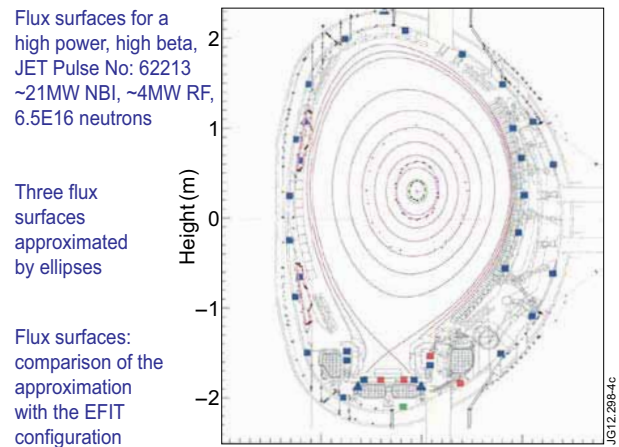 Flux surfaces for a
high power, high beta,
JET Pulse No: 62213
~21MW NBI, ~4MW RF,
6.5E16 neutrons
Three flux
surfaces
approximated
by ellipses
Flux surfaces:
comparison of the
approximation
with the EFIT
configuration
Height (m)
2
1
0
–1
–2
JG12.298-4c